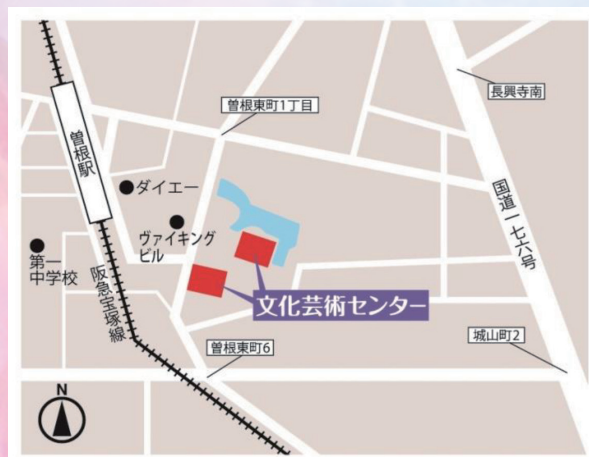 曽根東町1丁目
長興寺南
曽根駅
ダイエー
ヴァイキング
ビル
国道一七六号
第一
中学校
阪急宝塚線
文化芸術センター
曽根東町6
城山町2
N